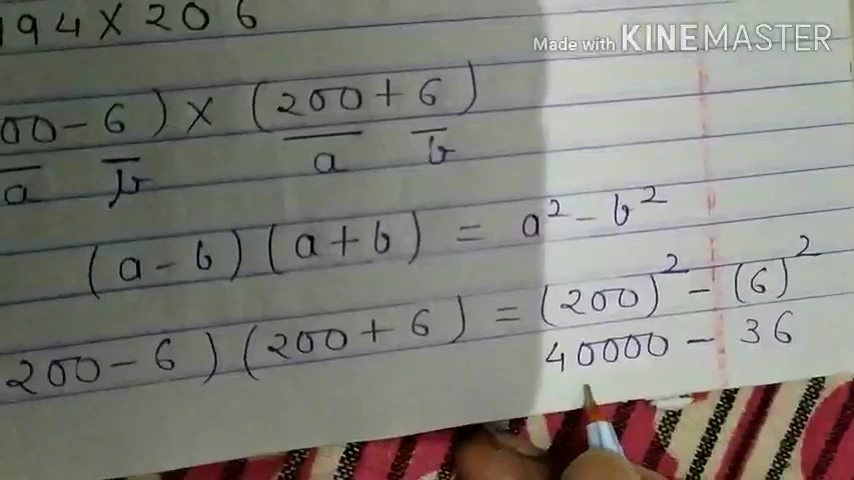 194 X 206
Made with KINEMASTER
00 - 6 ) X ( 200 + 6 )
a b a b
(a - b) (a + b) = a² - b²
200 - 6 ) ( 200 + 6 ) = (200)² - (6)²
40000 - 36